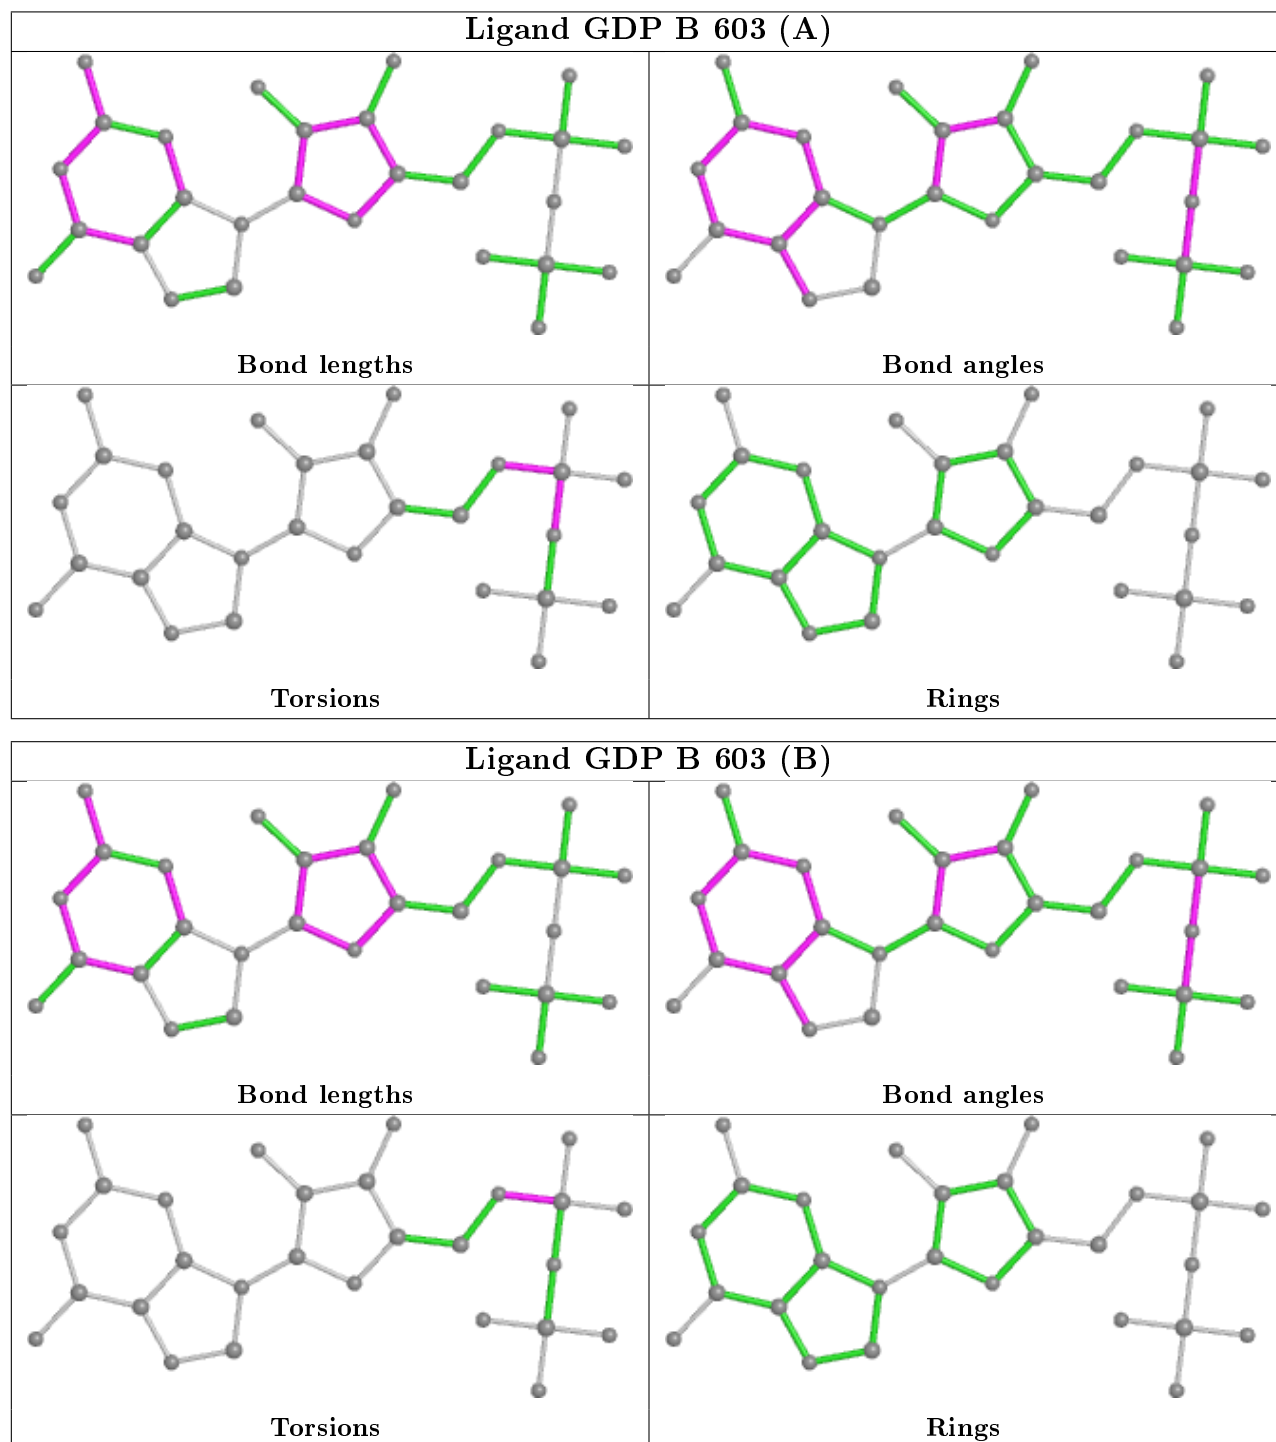 Ligand GDP B 603 (A)
Bond lengths
Bond angles
Torsions
Rings
Ligand GDP B 603 (B)
Bond lengths
Bond angles
Torsions
Rings